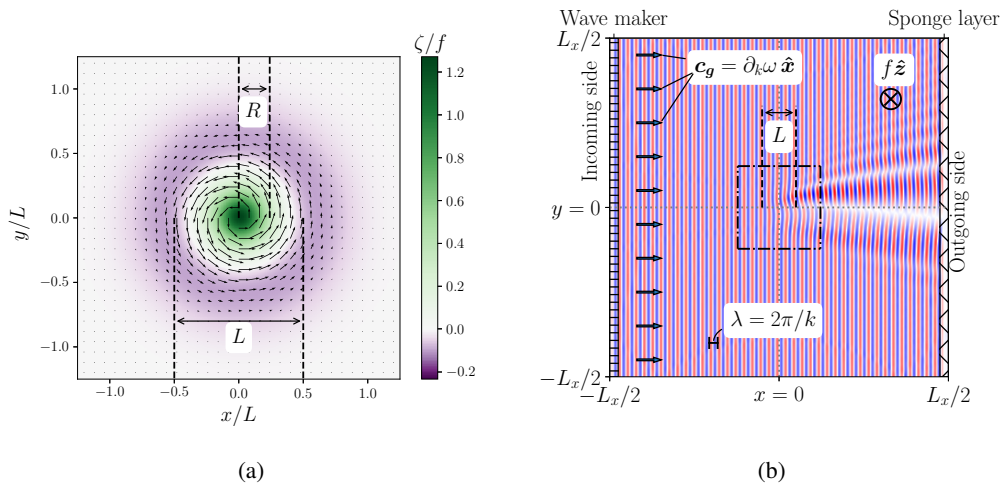 ζ/f
1.0
0.5
0.0
−0.5
−1.0
y/L
−1.0
−0.5
0.0
0.5
1.0
x/L
R
L
1.2
1.0
0.8
0.6
0.4
0.2
0.0
−0.2
(a)
Wave maker
Sponge layer
L_x/2
y = 0
−L_x/2
Incoming side
c_g = ∂_kω x̂
fẑ
L
λ = 2π/k
Outgoing side
−L_x/2
x = 0
L_x/2
(b)